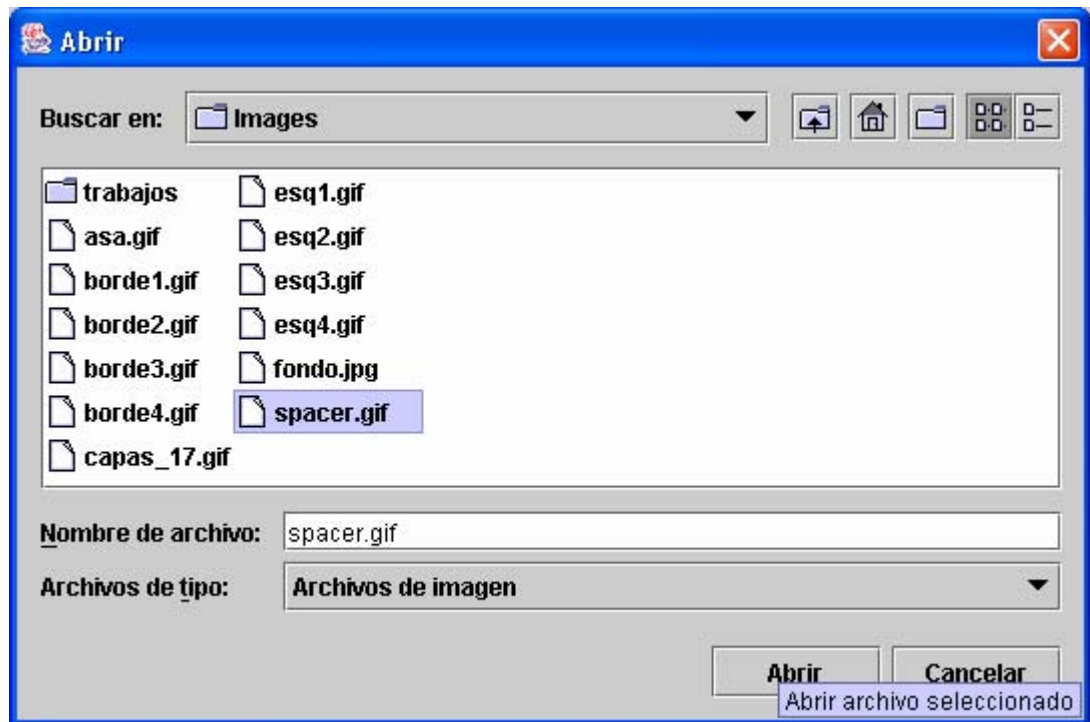 Abrir
Buscar en: Images
trabajos
asa.gif
borde1.gif
borde2.gif
borde3.gif
borde4.gif
capas_17.gif
esq1.gif
esq2.gif
esq3.gif
esq4.gif
fondo.jpg
spacer.gif
Nombre de archivo: spacer.gif
Archivos de tipo: Archivos de imagen
Abrir Cancelar
Abrir archivo seleccionado